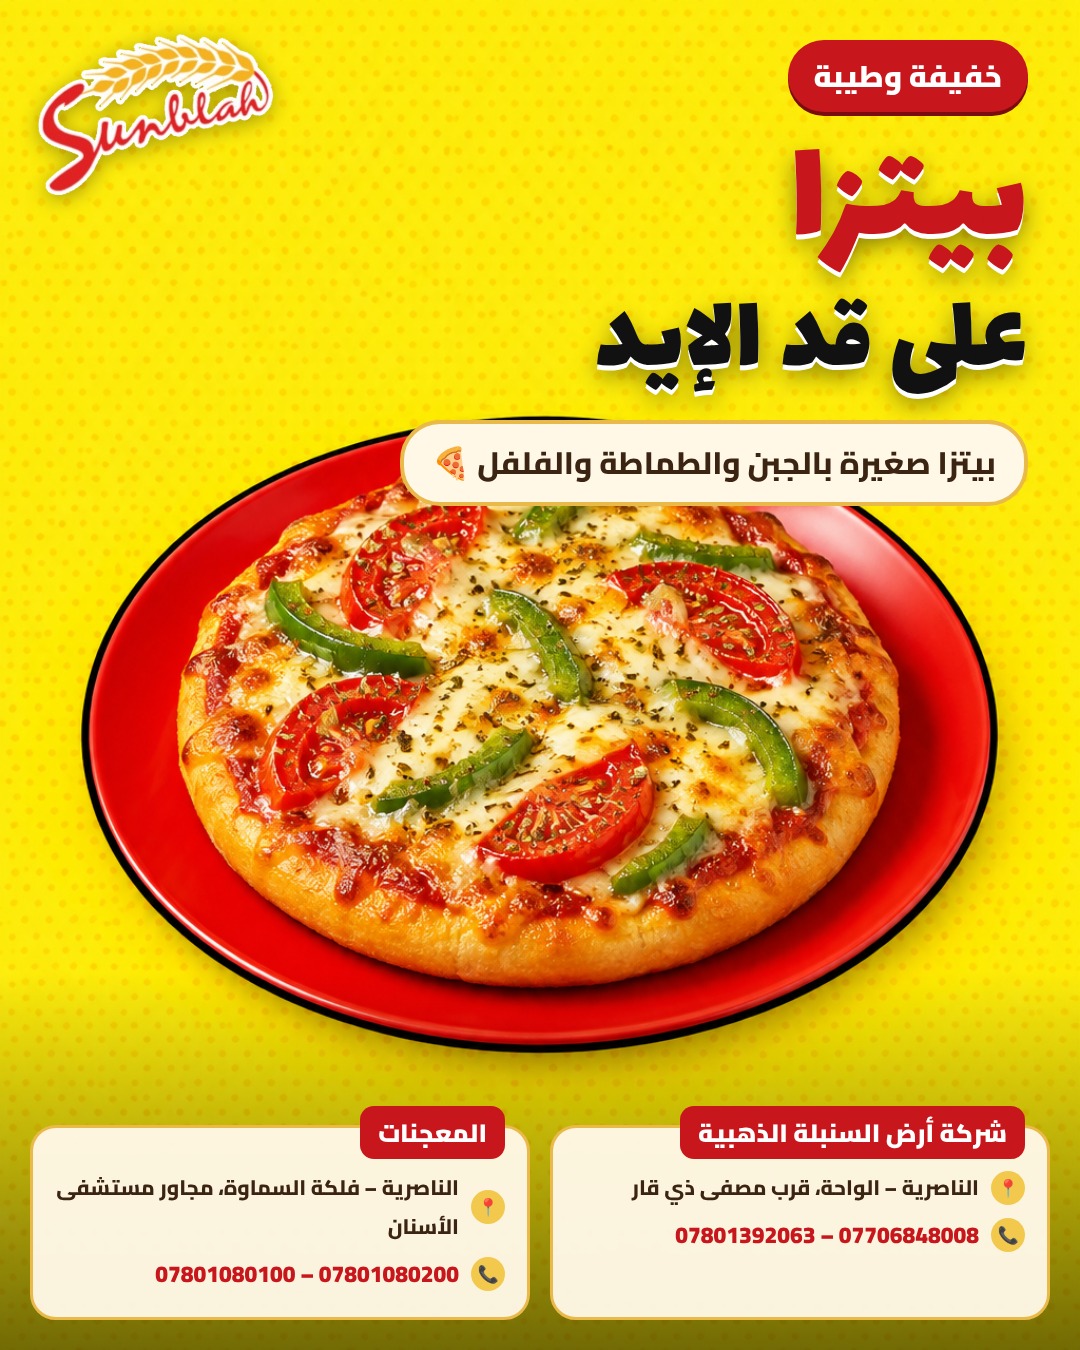 Sunblah
خفيفة وطيبة
بيتزا
على قد الإيد
بيتزا صغيرة بالجبن والطماطة والفلفل 🍕
شركة أرض السنبلة الذهبية
الناصرية – الواحة، قرب مصفى ذي قار
07801392063 – 07706848008
المعجنات
الناصرية – فلكة السماوة، مجاور مستشفى
الأسنان
07801080100 – 07801080200